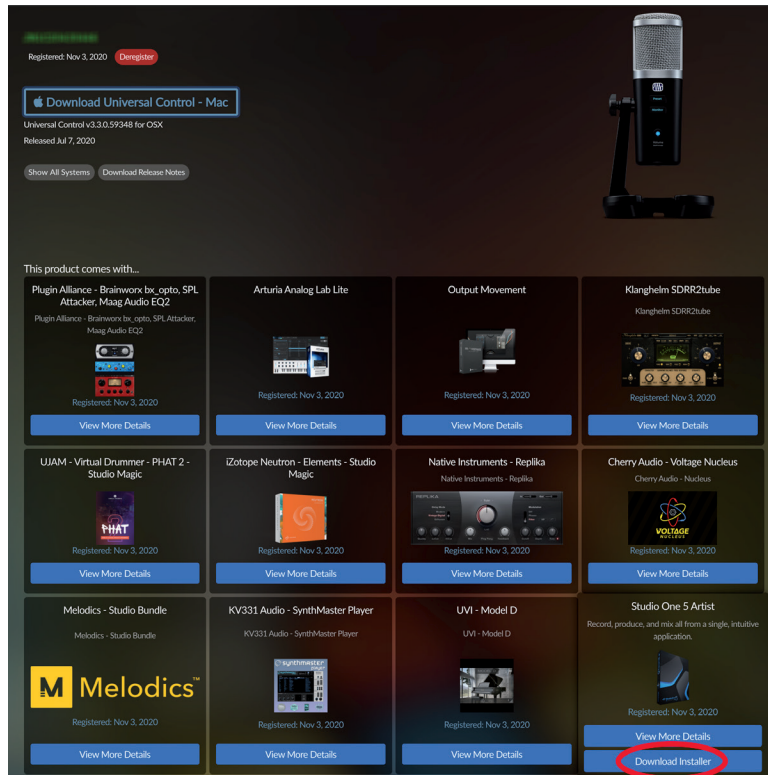 Registered: Nov 3, 2020 Deregister
Download Universal Control - Mac
Universal Control v3.3.0.59348 for OSX
Released Jul 7, 2020
Show All Systems Download Release Notes
This product comes with...
Plugin Alliance - Brainworx bx_opto, SPL
Attacker, Maag Audio EQ2
Plugin Alliance - Brainworx bx_opto, SPL Attacker,
Maag Audio EQ2
Registered: Nov 3, 2020
View More Details
Arturia Analog Lab Lite
Registered: Nov 3, 2020
View More Details
Output Movement
Registered: Nov 3, 2020
View More Details
Klanghelm SDRR2tube
Klanghelm SDRR2tube
Registered: Nov 3, 2020
View More Details
UJAM - Virtual Drummer - PHAT 2 -
Studio Magic
PHAT
Registered: Nov 3, 2020
View More Details
iZotope Neutron - Elements - Studio
Magic
Registered: Nov 3, 2020
View More Details
Native Instruments - Replika
Native Instruments - Replika
REPLIKA
Registered: Nov 3, 2020
View More Details
Cherry Audio - Voltage Nucleus
Cherry Audio - Nucleus
VOLTAGE
NUCLEUS
Registered: Nov 3, 2020
View More Details
Melodics - Studio Bundle
Melodics - Studio Bundle
M Melodics™
Registered: Nov 3, 2020
View More Details
KV331 Audio - SynthMaster Player
KV331 Audio - SynthMaster Player
synthmaster
player
Registered: Nov 3, 2020
View More Details
UVI - Model D
UVI - Model D
Registered: Nov 3, 2020
View More Details
Studio One 5 Artist
Record, produce, and mix all from a single, intuitive
application.
Registered: Nov 3, 2020
View More Details
Download Installer